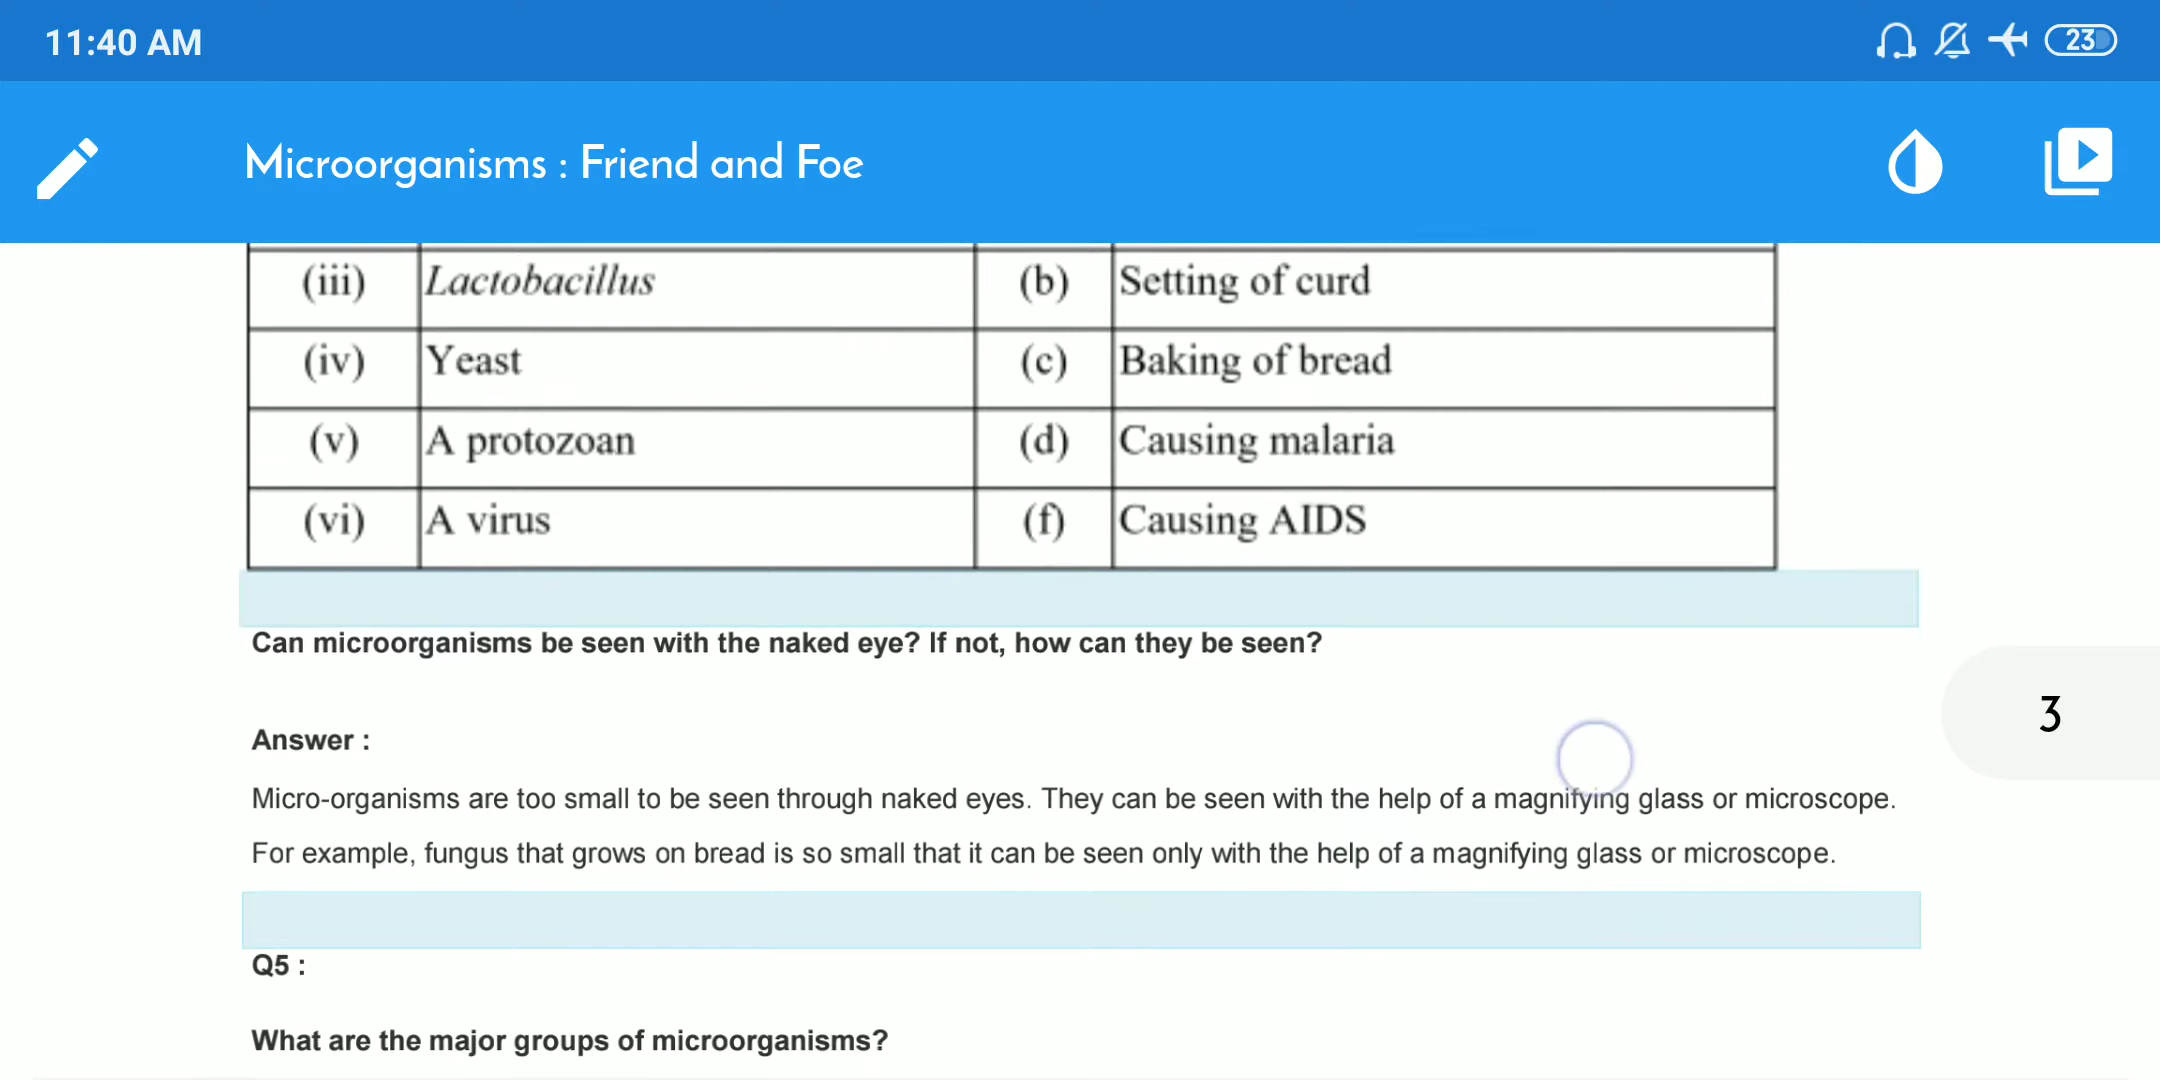 11:40 AM
23
Microorganisms : Friend and Foe
(iii) Lactobacillus (b) Setting of curd
(iv) Yeast (c) Baking of bread
(v) A protozoan (d) Causing malaria
(vi) A virus (f) Causing AIDS
Can microorganisms be seen with the naked eye? If not, how can they be seen?
3
Answer :
Micro-organisms are too small to be seen through naked eyes. They can be seen with the help of a magnifying glass or microscope.
For example, fungus that grows on bread is so small that it can be seen only with the help of a magnifying glass or microscope.
Q5 :
What are the major groups of microorganisms?